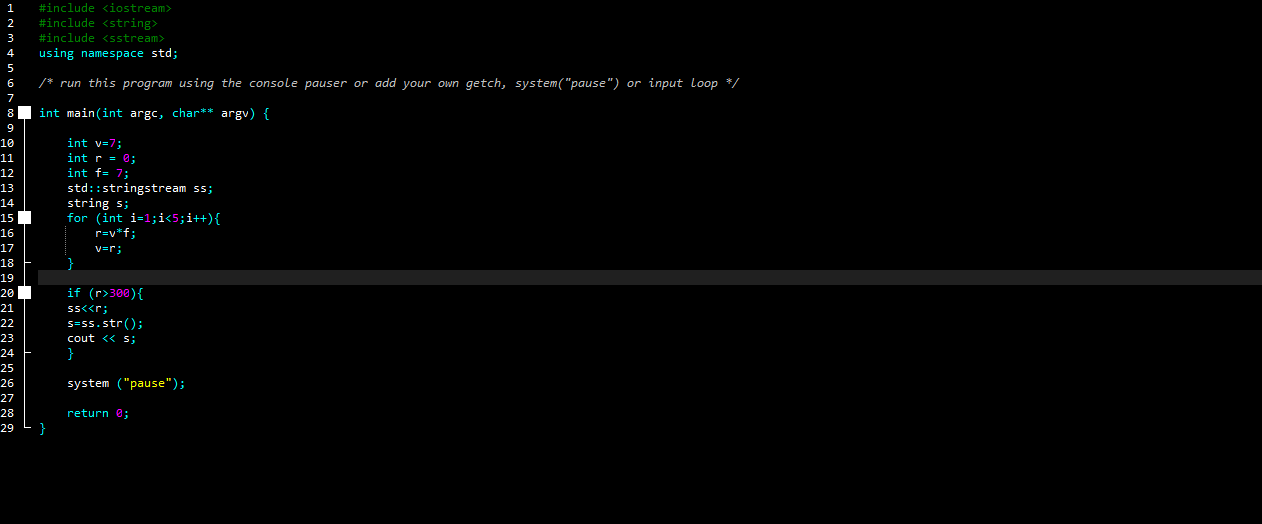 1 #include <iostream>
2 #include <string>
3 #include <sstream>
4 using namespace std;
5
6 /* run this program using the console pauser or add your own getch, system("pause") or input loop */
7
8 int main(int argc, char** argv) {
9
10 int v=7;
11 int r = 0;
12 int f= 7;
13 std::stringstream ss;
14 string s;
15 for (int i=1;i<5;i++){
16 r=v*f;
17 v=r;
18 }
19
20 if (r>300){
21 ss<<r;
22 s=ss.str();
23 cout << s;
24 }
25
26 system ("pause");
27
28 return 0;
29 }